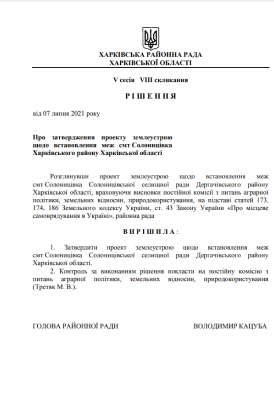 ХАРКІВСЬКА РАЙОННА РАДА
ХАРКІВСЬКОЇ ОБЛАСТІ
V сесія VIII скликання
Р І Ш Е Н Н Я
від 07 липня 2021 року
Про затвердження проекту землеустрою
щодо встановлення меж смт Солоницівка
Харківського району Харківської області
Розглянувши проект землеустрою щодо встановлення меж
смт Солоницівка Солоницівської селищної ради Дергачівського району
Харківської області, враховуючи висновки постійної комісії з питань аграрної
політики, земельних відносин, природокористування, на підставі статей 173,
174, 186 Земельного кодексу України, ст. 43 Закону України «Про місцеве
самоврядування в Україні», районна рада
В И Р І Ш И Л А :
1. Затвердити проект землеустрою щодо встановлення меж
смт Солоницівка Солоницівської селищної ради Дергачівського району
Харківської області.
2. Контроль за виконанням рішення покласти на постійну комісію з
питань аграрної політики, земельних відносин, природокористування
(Третяк М. В.).
ГОЛОВА РАЙОННОЇ РАДИ ВОЛОДИМИР КАЦУБА